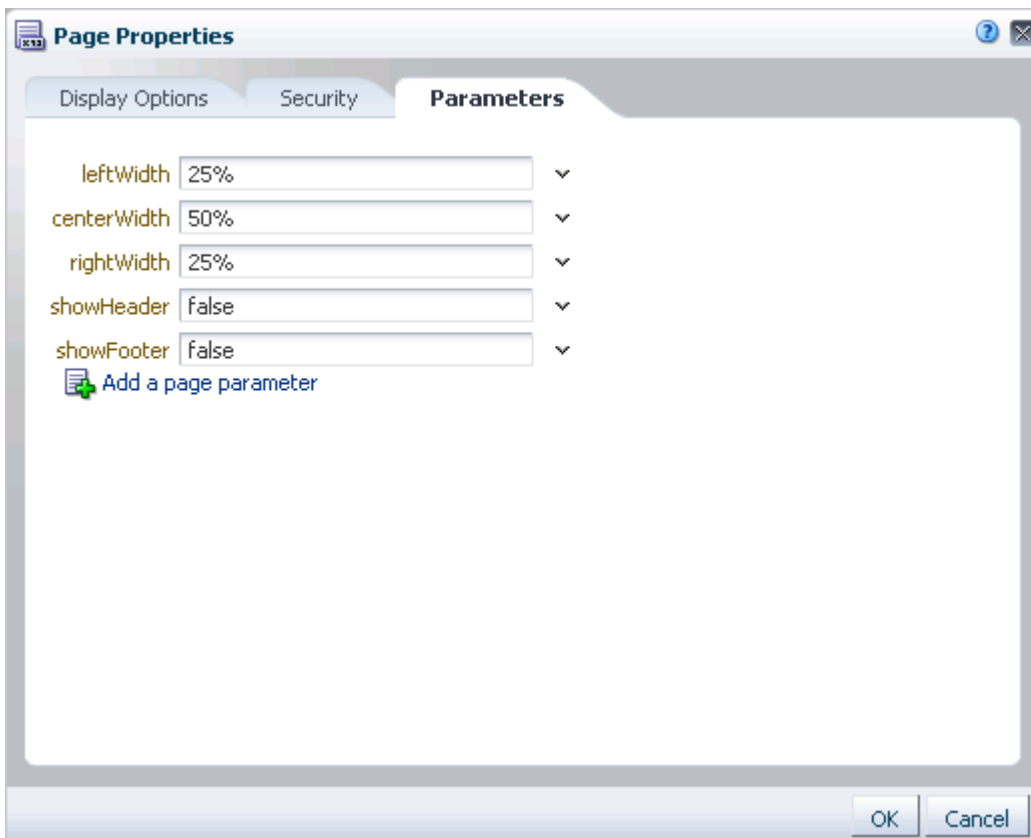 Page Properties
Display Options Security Parameters
leftWidth 25%
centerWidth 50%
rightWidth 25%
showHeader false
showFooter false
Add a page parameter
OK Cancel